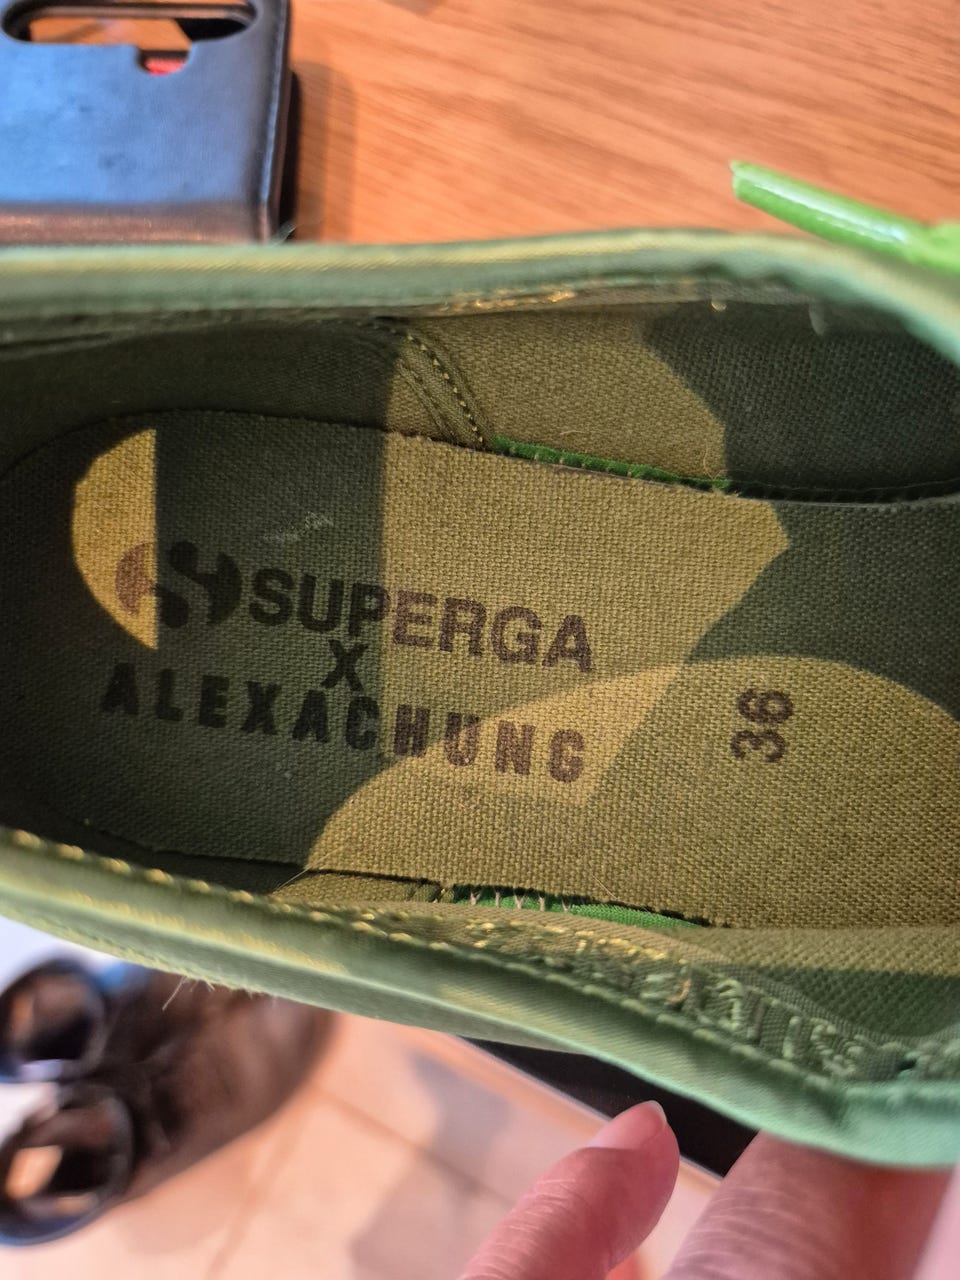 SUPERGA
X
ALEXACHUNG
36